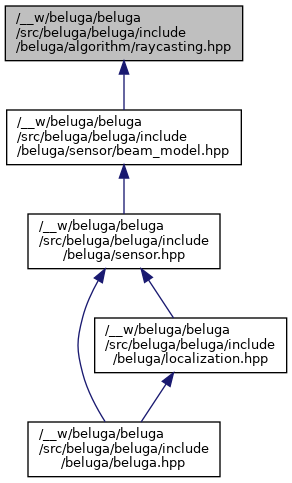 /__w/beluga/beluga
/src/beluga/beluga/include
/beluga/algorithm/raycasting.hpp
/__w/beluga/beluga
/src/beluga/beluga/include
/beluga/sensor/beam_model.hpp
/__w/beluga/beluga
/src/beluga/beluga/include
/beluga/sensor.hpp
/__w/beluga/beluga
/src/beluga/beluga/include
/beluga/localization.hpp
/__w/beluga/beluga
/src/beluga/beluga/include
/beluga/beluga.hpp